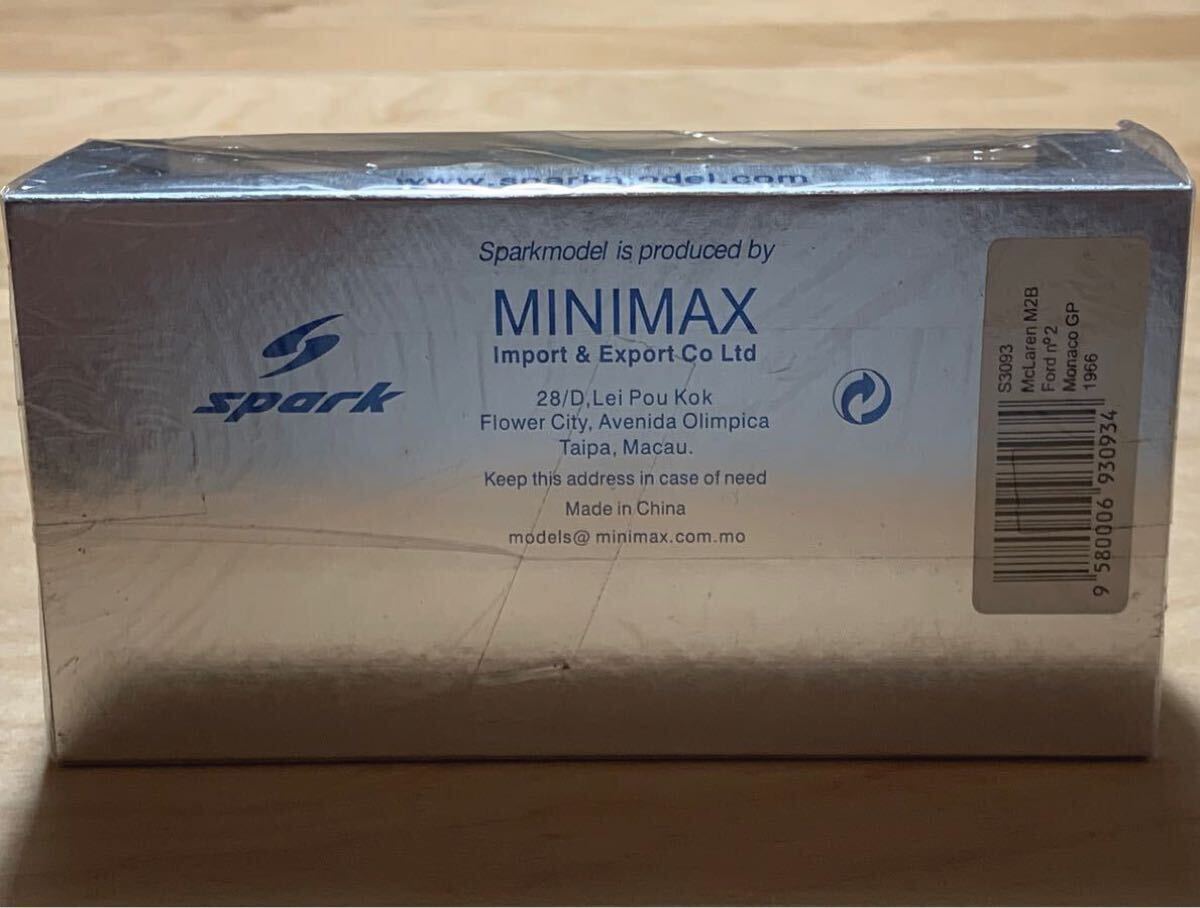 www.sparkmodel.com
Sparkmodel is produced by
MINIMAX
Import & Export Co Ltd
spark
28/D,Lei Pou Kok
Flower City, Avenida Olimpica
Taipa, Macau.
Keep this address in case of need
Made in China
models@ minimax.com.mo
S3093
McLaren M2B
Ford nº2
Monaco GP
1966
9 580006 930934